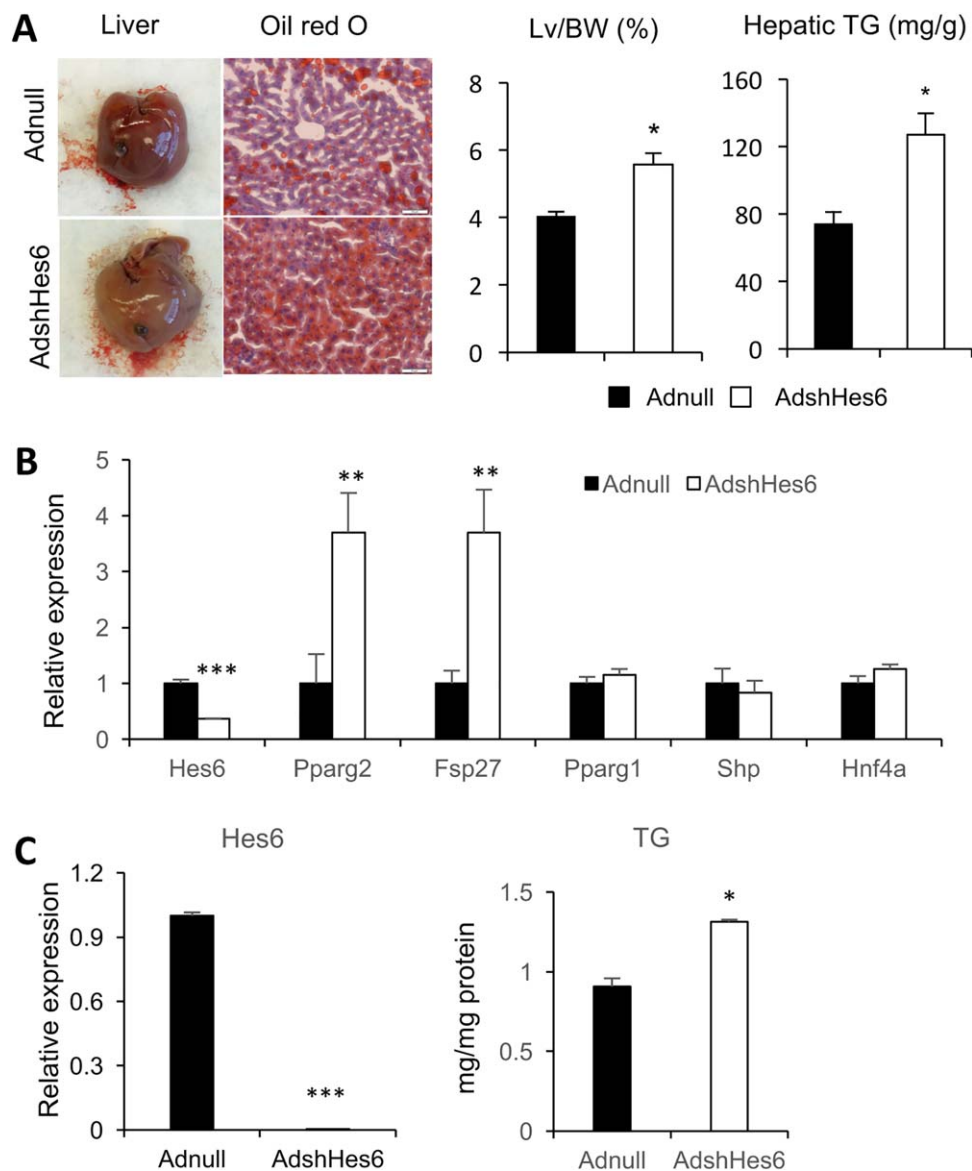 A
Liver
Oil red O
Lv/BW (%)
Hepatic TG (mg/g)
Adnull
AdshHes6
8
6
4
2
0
*
160
120
80
40
0
*
Adnull
AdshHes6
B
Relative expression
5
4
3
2
1
0
***
**
**
Adnull
AdshHes6
Hes6
Pparg2
Fsp27
Pparg1
Shp
Hnf4a
C
Hes6
Relative expression
1.2
0.9
0.6
0.3
0
***
Adnull
AdshHes6
TG
mg/mg protein
1.5
1
0.5
0
*
Adnull
AdshHes6